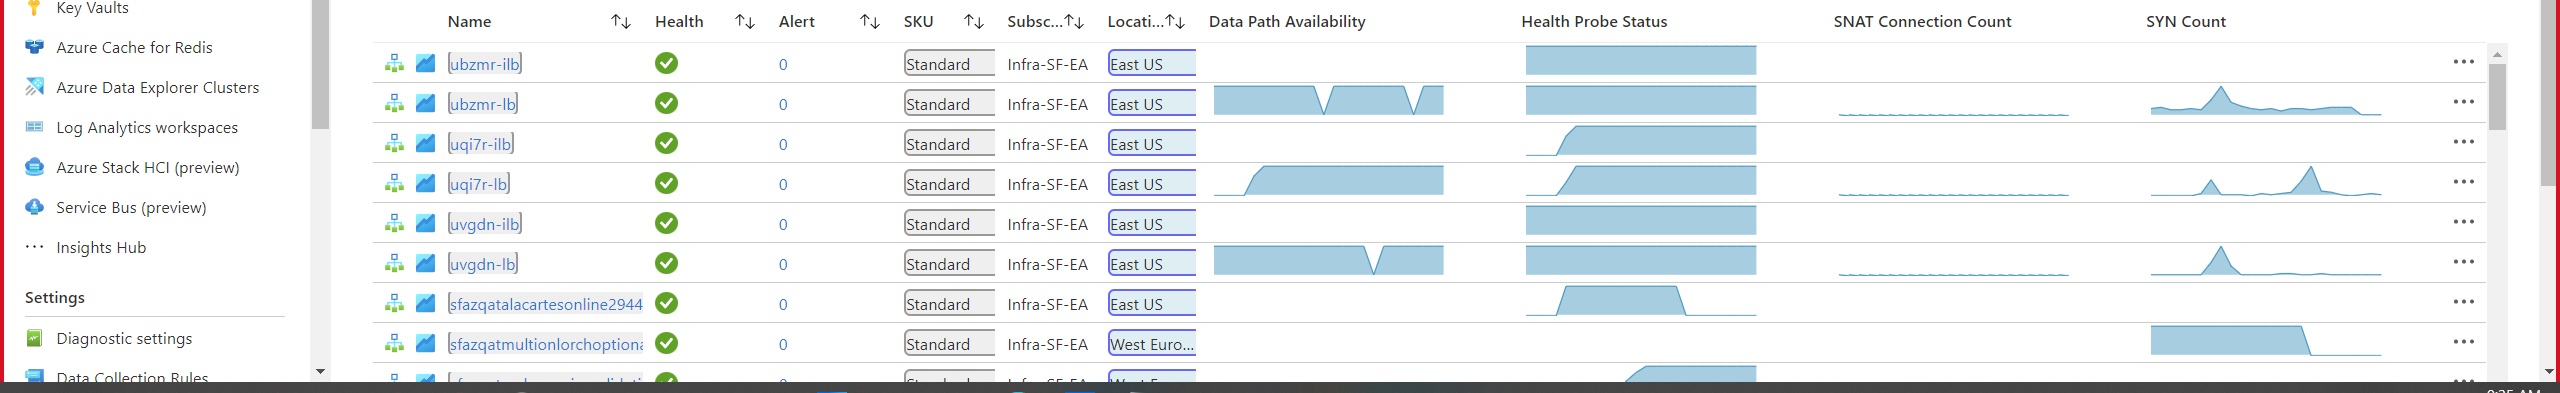 Key Vaults
Azure Cache for Redis
Azure Data Explorer Clusters
Log Analytics workspaces
Azure Stack HCI (preview)
Service Bus (preview)
Insights Hub
Settings
Diagnostic settings
Data Collection Rules
Name Health Alert SKU Subsc... Locati... Data Path Availability Health Probe Status SNAT Connection Count SYN Count
ubzmr-ilb 0 Standard Infra-SF-EA East US
ubzmr-lb 0 Standard Infra-SF-EA East US
uqi7r-ilb 0 Standard Infra-SF-EA East US
uqi7r-lb 0 Standard Infra-SF-EA East US
uvgdn-ilb 0 Standard Infra-SF-EA East US
uvgdn-lb 0 Standard Infra-SF-EA East US
sfazqatalacartesonline2944 0 Standard Infra-SF-EA East US
sfazqatmultionlorchoptiona 0 Standard Infra-SF-EA West Euro...